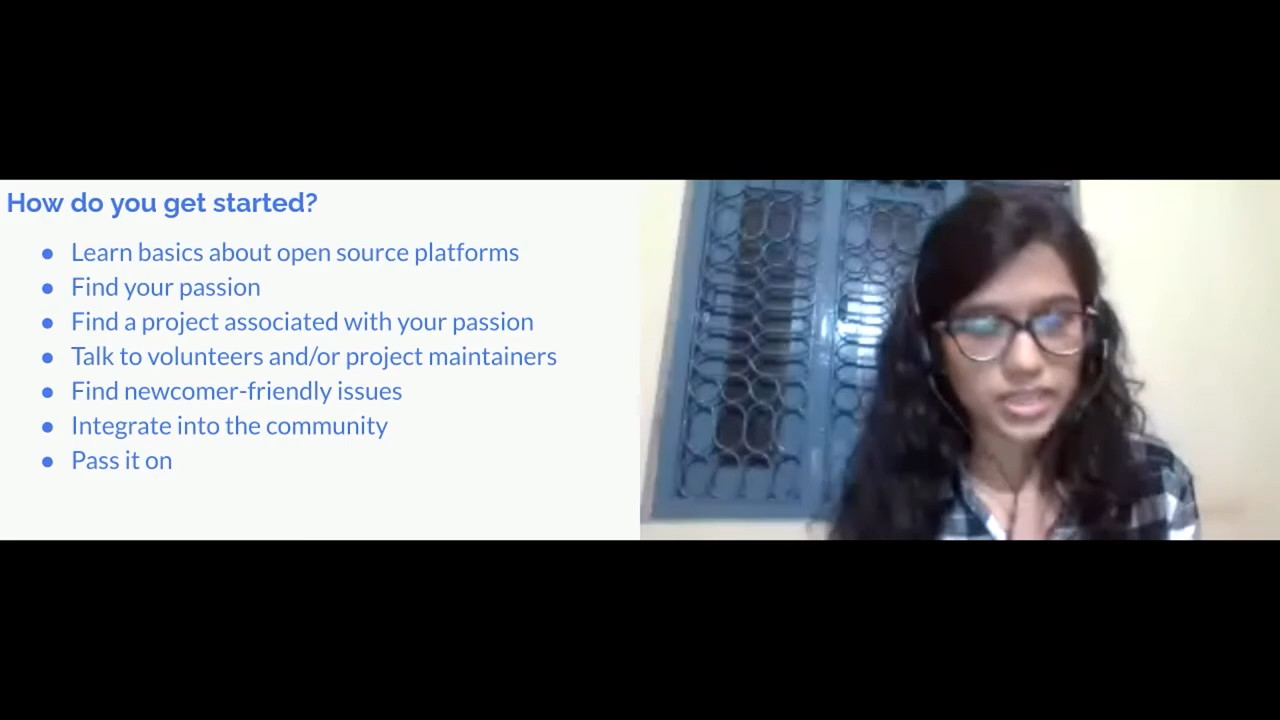 How do you get started?
● Learn basics about open source platforms
● Find your passion
● Find a project associated with your passion
● Talk to volunteers and/or project maintainers
● Find newcomer-friendly issues
● Integrate into the community
● Pass it on